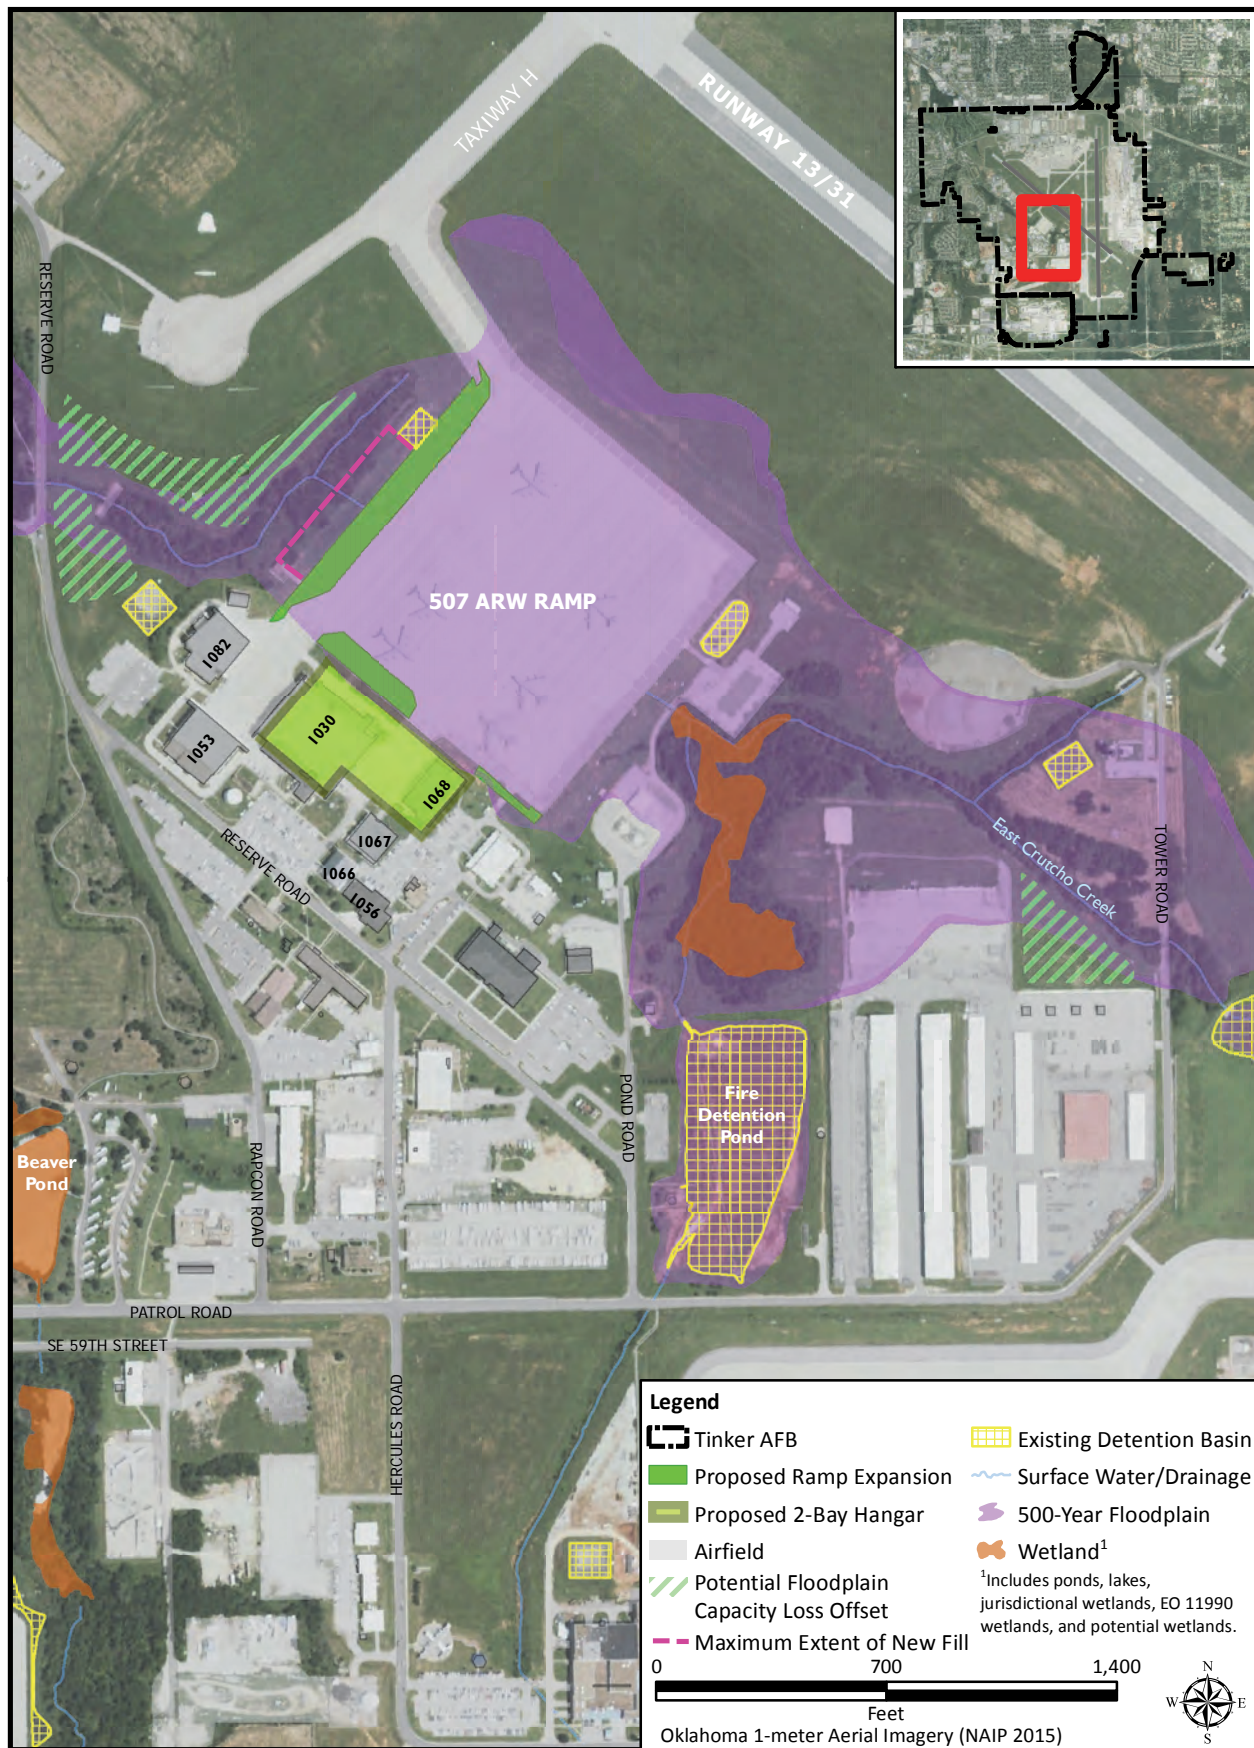 TAXIWAY H
RUNWAY 13/31
RESERVE ROAD
507 ARW RAMP
1082
1030
1053
1068
1067
1066
1056
RESERVE ROAD
East Crutcho Creek
TOWER ROAD
POND ROAD
Fire
Detention
Pond
Beaver
Pond
RAPCON ROAD
PATROL ROAD
SE 59TH STREET
HERCULES ROAD
Legend
Tinker AFB
Proposed Ramp Expansion
Proposed 2-Bay Hangar
Airfield
Potential Floodplain
Capacity Loss Offset
Maximum Extent of New Fill
Existing Detention Basin
Surface Water/Drainage
500-Year Floodplain
Wetland¹
¹Includes ponds, lakes,
jurisdictional wetlands, EO 11990
wetlands, and potential wetlands.
0 700 1,400
Feet
Oklahoma 1-meter Aerial Imagery (NAIP 2015)
N
W E
S